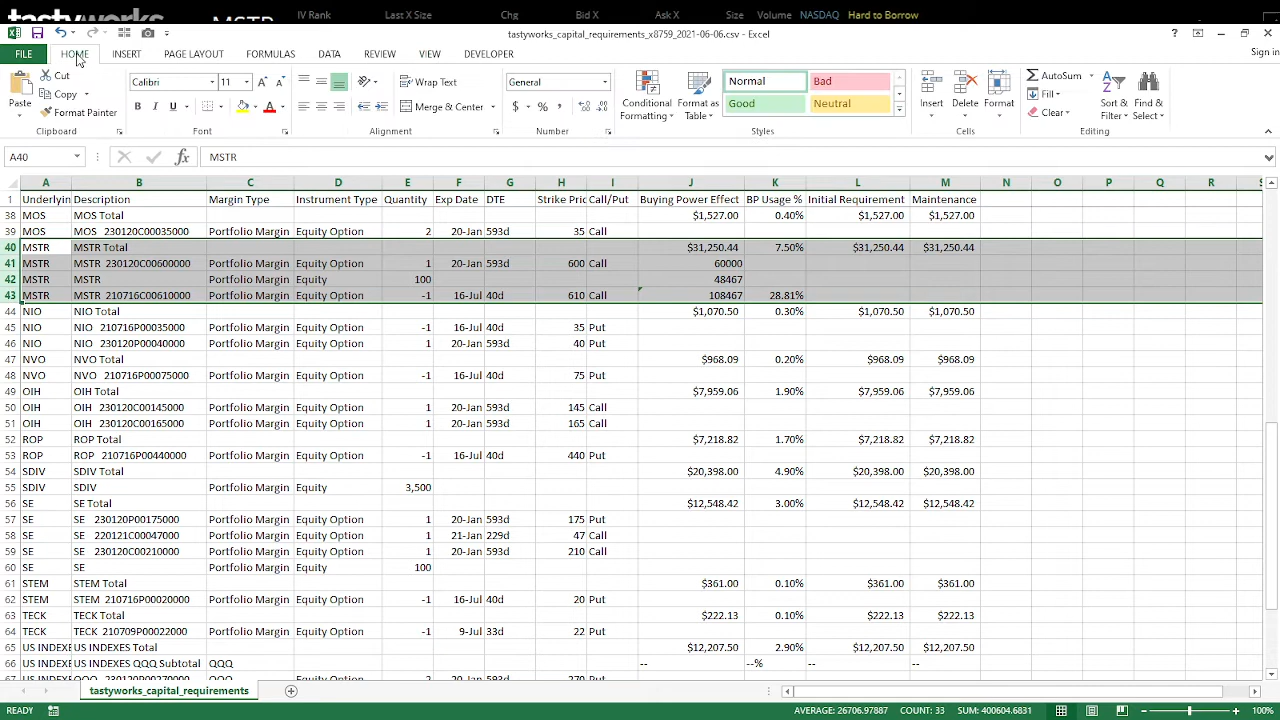 tastyworks MSTR IV Rank Last X Size Chg Bid X Ask X Size Volume NASDAQ Hard to Borrow
tastyworks_capital_requirements_x8759_2021-06-06.csv - Excel
FILE HOME INSERT PAGE LAYOUT FORMULAS DATA REVIEW VIEW DEVELOPER Sign in
Paste Cut Copy Format Painter Clipboard
Calibri 11 B I U Font
Wrap Text Merge & Center Alignment
General $ % , Number
Conditional Formatting Format as Table Normal Bad Good Neutral Styles
Insert Delete Format Cells
AutoSum Fill Clear Sort & Filter Find & Select Editing
A40 fx MSTR
A B C D E F G H I J K L M N O P Q R S
1 Underlyin Description Margin Type Instrument Type Quantity Exp Date DTE Strike Pric Call/Put Buying Power Effect BP Usage % Initial Requirement Maintenance
38 MOS MOS Total $1,527.00 0.40% $1,527.00 $1,527.00
39 MOS MOS 230120C00035000 Portfolio Margin Equity Option 2 20-Jan 593d 35 Call
40 MSTR MSTR Total $31,250.44 7.50% $31,250.44 $31,250.44
41 MSTR MSTR 230120C00600000 Portfolio Margin Equity Option 1 20-Jan 593d 600 Call 60000
42 MSTR MSTR Portfolio Margin Equity 100 48467
43 MSTR MSTR 210716C00610000 Portfolio Margin Equity Option -1 16-Jul 40d 610 Call 108467 28.81%
44 NIO NIO Total $1,070.50 0.30% $1,070.50 $1,070.50
45 NIO NIO 210716P00035000 Portfolio Margin Equity Option -1 16-Jul 40d 35 Put
46 NIO NIO 230120P00040000 Portfolio Margin Equity Option 1 20-Jan 593d 40 Put
47 NVO NVO Total $968.09 0.20% $968.09 $968.09
48 NVO NVO 210716P00075000 Portfolio Margin Equity Option -1 16-Jul 40d 75 Put
49 OIH OIH Total $7,959.06 1.90% $7,959.06 $7,959.06
50 OIH OIH 230120C00145000 Portfolio Margin Equity Option 1 20-Jan 593d 145 Call
51 OIH OIH 230120C00165000 Portfolio Margin Equity Option 1 20-Jan 593d 165 Call
52 ROP ROP Total $7,218.82 1.70% $7,218.82 $7,218.82
53 ROP ROP 210716P00440000 Portfolio Margin Equity Option -1 16-Jul 40d 440 Put
54 SDIV SDIV Total $20,398.00 4.90% $20,398.00 $20,398.00
55 SDIV SDIV Portfolio Margin Equity 3,500
56 SE SE Total $12,548.42 3.00% $12,548.42 $12,548.42
57 SE SE 230120P00175000 Portfolio Margin Equity Option 1 20-Jan 593d 175 Put
58 SE SE 220121C00047000 Portfolio Margin Equity Option 1 21-Jan 229d 47 Call
59 SE SE 230120C00210000 Portfolio Margin Equity Option 1 20-Jan 593d 210 Call
60 SE SE Portfolio Margin Equity 100
61 STEM STEM Total $361.00 0.10% $361.00 $361.00
62 STEM STEM 210716P00020000 Portfolio Margin Equity Option -1 16-Jul 40d 20 Put
63 TECK TECK Total $222.13 0.10% $222.13 $222.13
64 TECK TECK 210709P00022000 Portfolio Margin Equity Option -1 9-Jul 33d 22 Put
65 US INDEXE US INDEXES Total $12,207.50 2.90% $12,207.50 $12,207.50
66 US INDEXE US INDEXES QQQ Subtotal QQQ -- --% -- --
tastyworks_capital_requirements
READY AVERAGE: 26706.97887 COUNT: 33 SUM: 400604.6831 100%